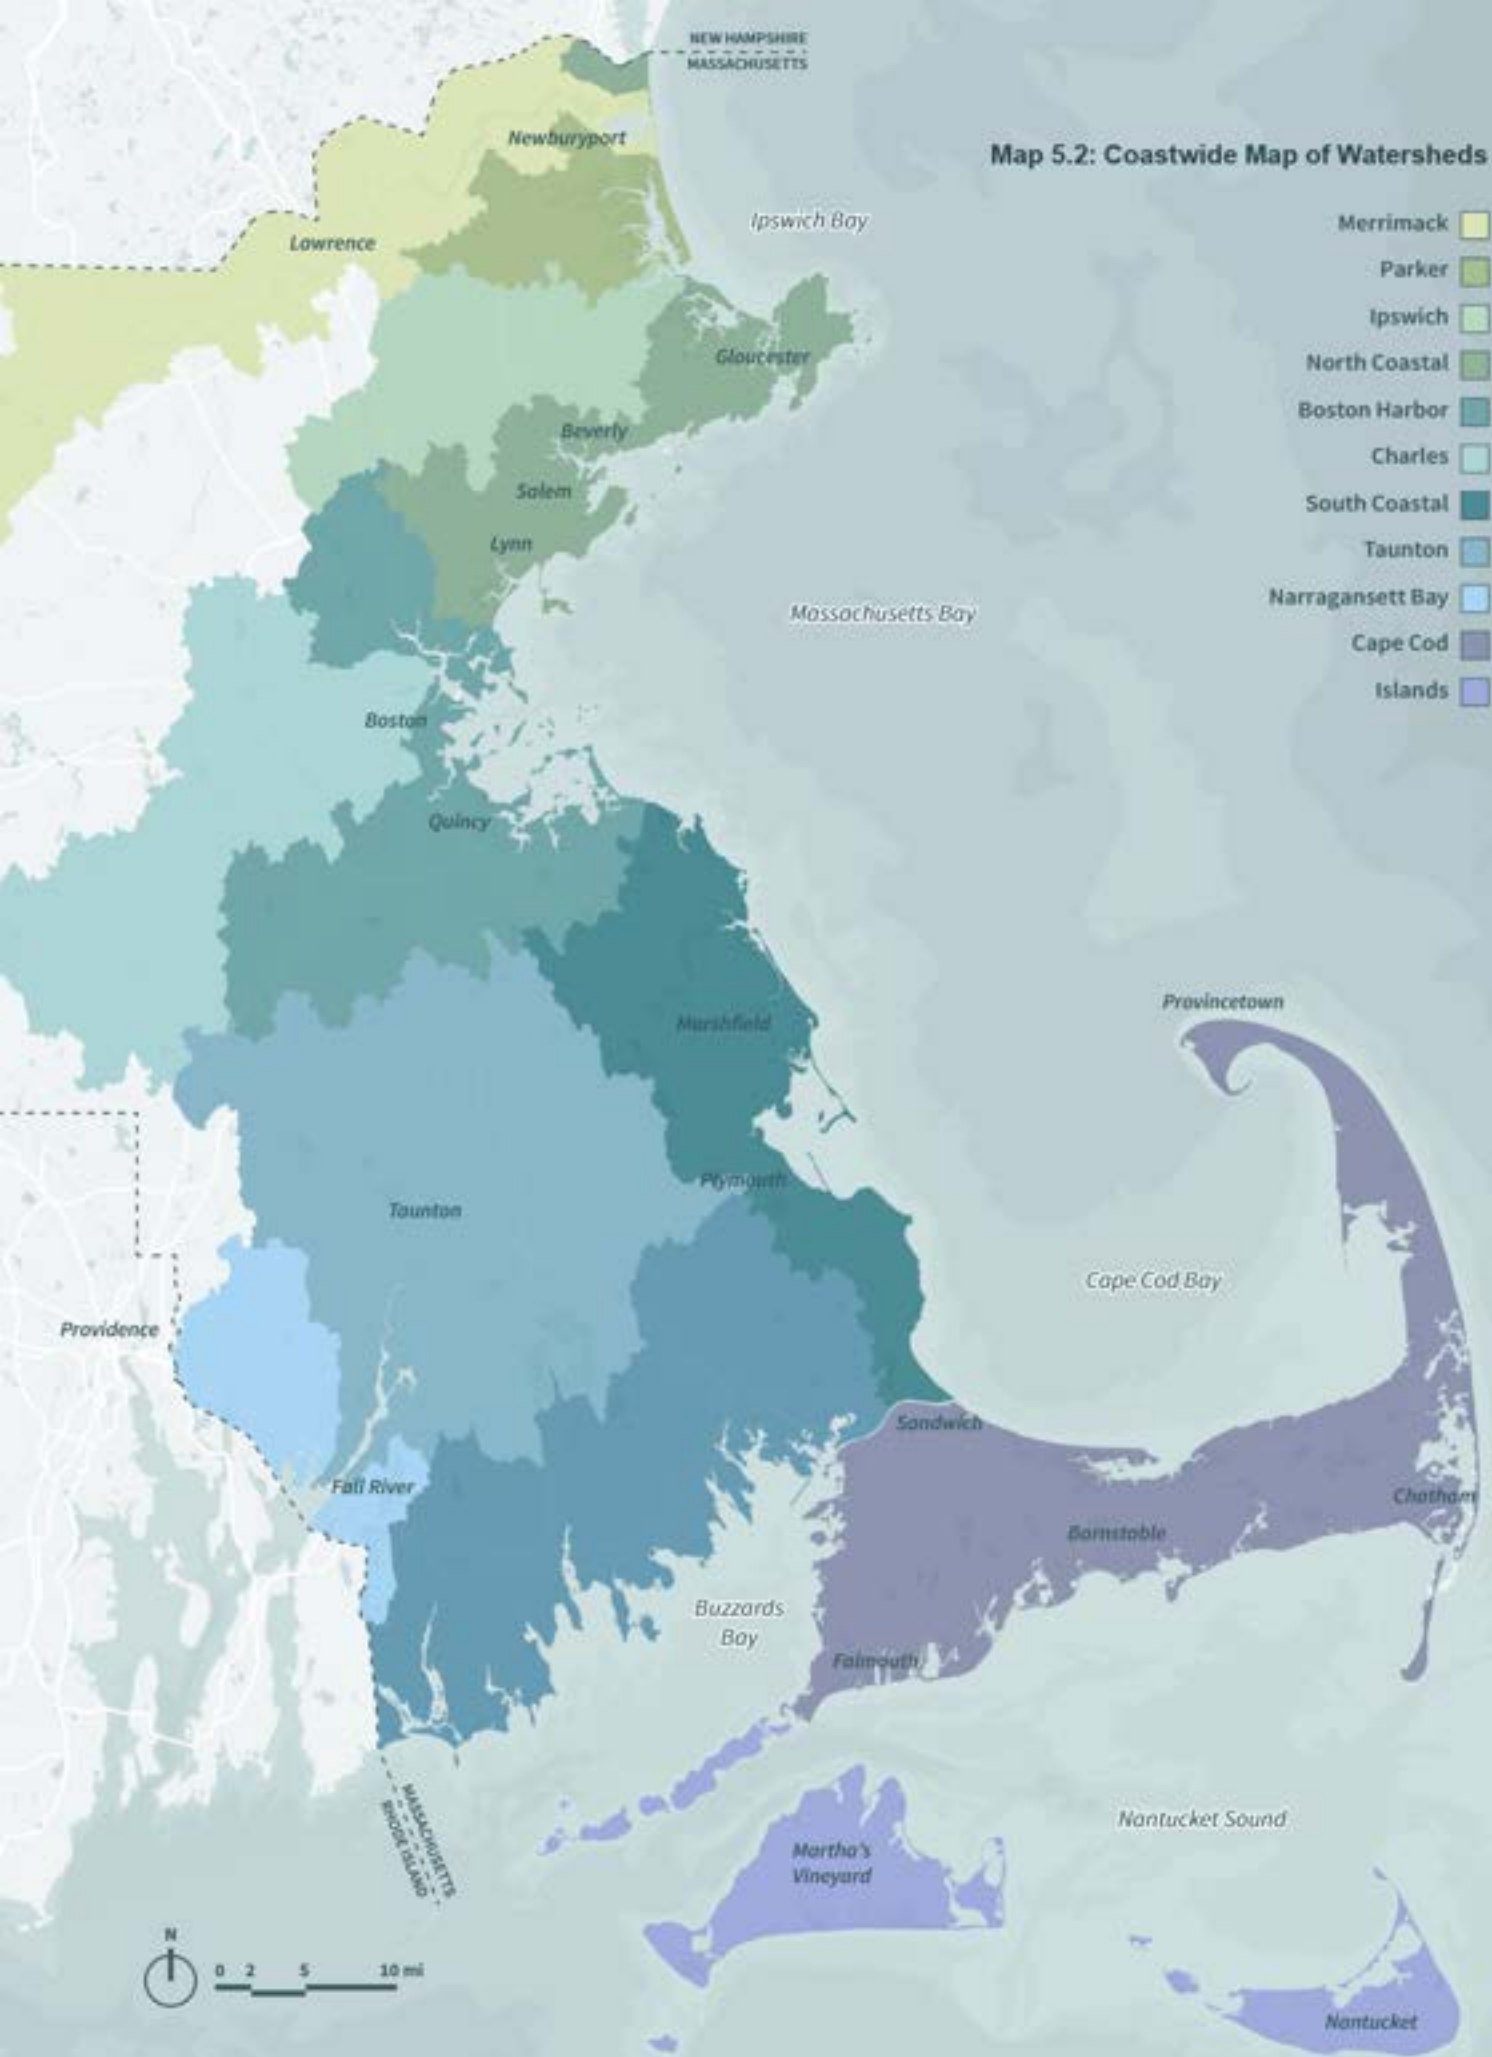 NEW HAMPSHIRE
MASSACHUSETTS
Newburyport
Map 5.2: Coastwide Map of Watersheds
Ipswich Bay
Merrimack
Lawrence
Parker
Ipswich
Gloucester
North Coastal
Boston Harbor
Beverly
Charles
Salem
South Coastal
Lynn
Taunton
Narragansett Bay
Massachusetts Bay
Cape Cod
Islands
Boston
Quincy
Provincetown
Marshfield
Plymouth
Taunton
Cape Cod Bay
Providence
Sandwich
Fall River
Chatham
Barnstable
Buzzards
Bay
Falmouth
MASSACHUSETTS
RHODE ISLAND
Nantucket Sound
Martha's
Vineyard
N
0 2 5 10 mi
Nantucket